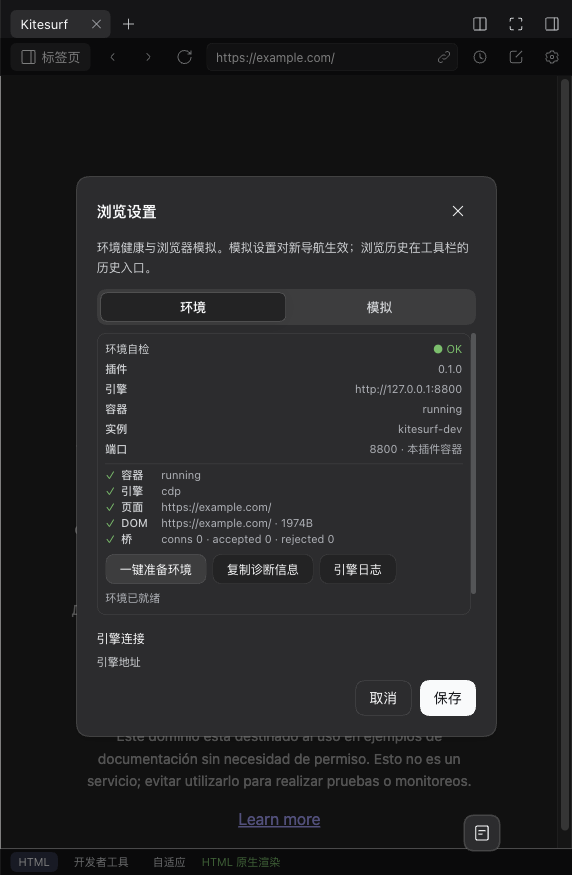 Kitesurf
标签页
https://example.com/
浏览设置
环境健康与浏览器模拟。模拟设置对新导航生效；浏览历史在工具栏的
历史入口。
环境
模拟
环境自检 OK
插件 0.1.0
引擎 http://127.0.0.1:8800
容器 running
实例 kitesurf-dev
端口 8800 · 本插件容器
✓ 容器 running
✓ 引擎 cdp
✓ 页面 https://example.com/
✓ DOM https://example.com/ · 1974B
✓ 桥 conns 0 · accepted 0 · rejected 0
一键准备环境 复制诊断信息 引擎日志
环境已就绪
引擎连接
引擎地址
取消 保存
Este dominio está destinado al uso en ejemplos de
documentación sin necesidad de permiso. Esto no es un
servicio; evitar utilizarlo para realizar pruebas o monitoreos.
Learn more
HTML 开发者工具 自适应 HTML 原生渲染